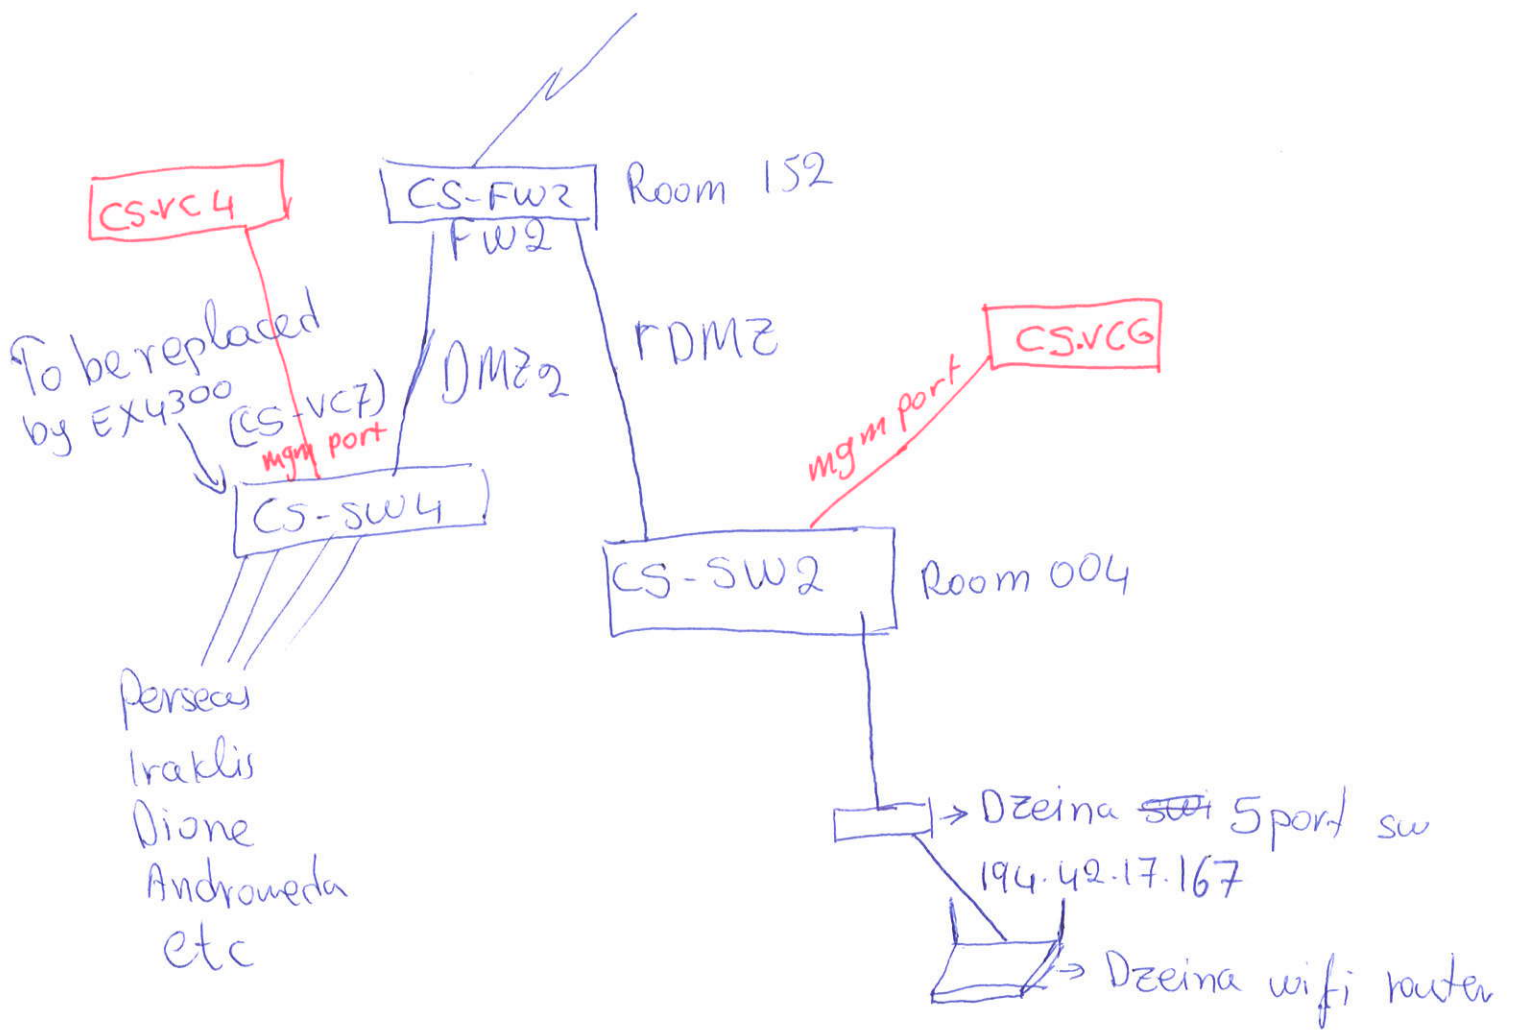 CS-VC4
CS-FW2
Room 152
FW2
To be replaced
by EX4300
(CS-VC7)
mgm port
DMZ2
rDMZ
CS-VC6
mgm port
CS-SW4
CS-SW2
Room 004
Perseas
Iraklis
Dione
Andromeda
etc
Dzeina swi 5port sw
194.42.17.167
Dzeina wifi router